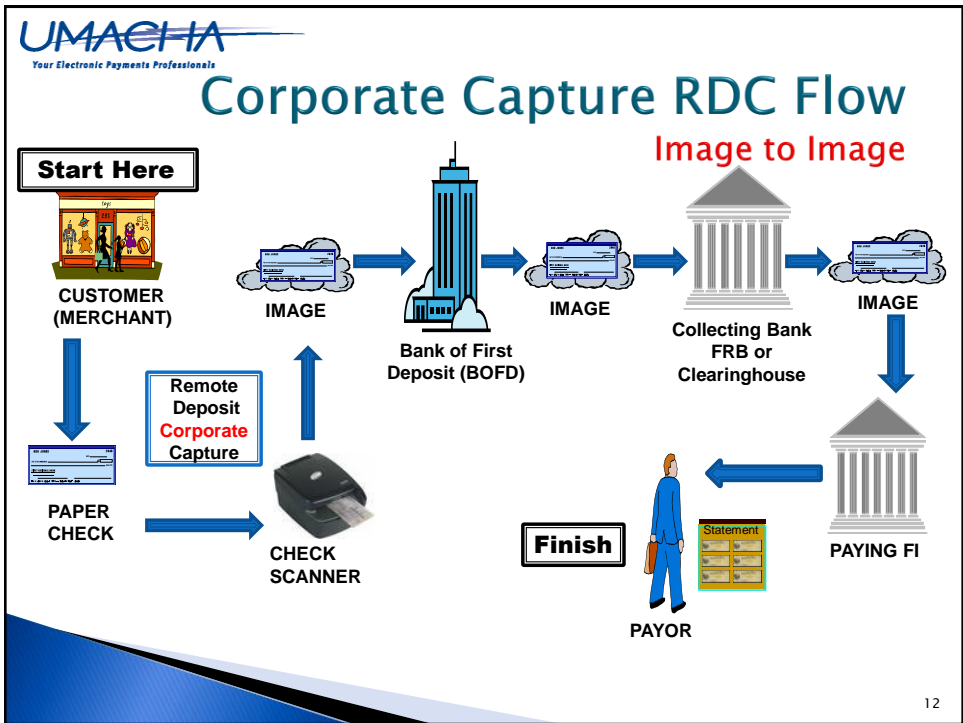 UMACHA
Your Electronic Payments Professionals
Corporate Capture RDC Flow
Image to Image
Start Here
toys
CUSTOMER
(MERCHANT)
IMAGE
Bank of First
Deposit (BOFD)
IMAGE
Collecting Bank
FRB or
Clearinghouse
IMAGE
Remote
Deposit
Corporate
Capture
PAPER
CHECK
CHECK
SCANNER
Finish
Statement
PAYOR
PAYING FI
12